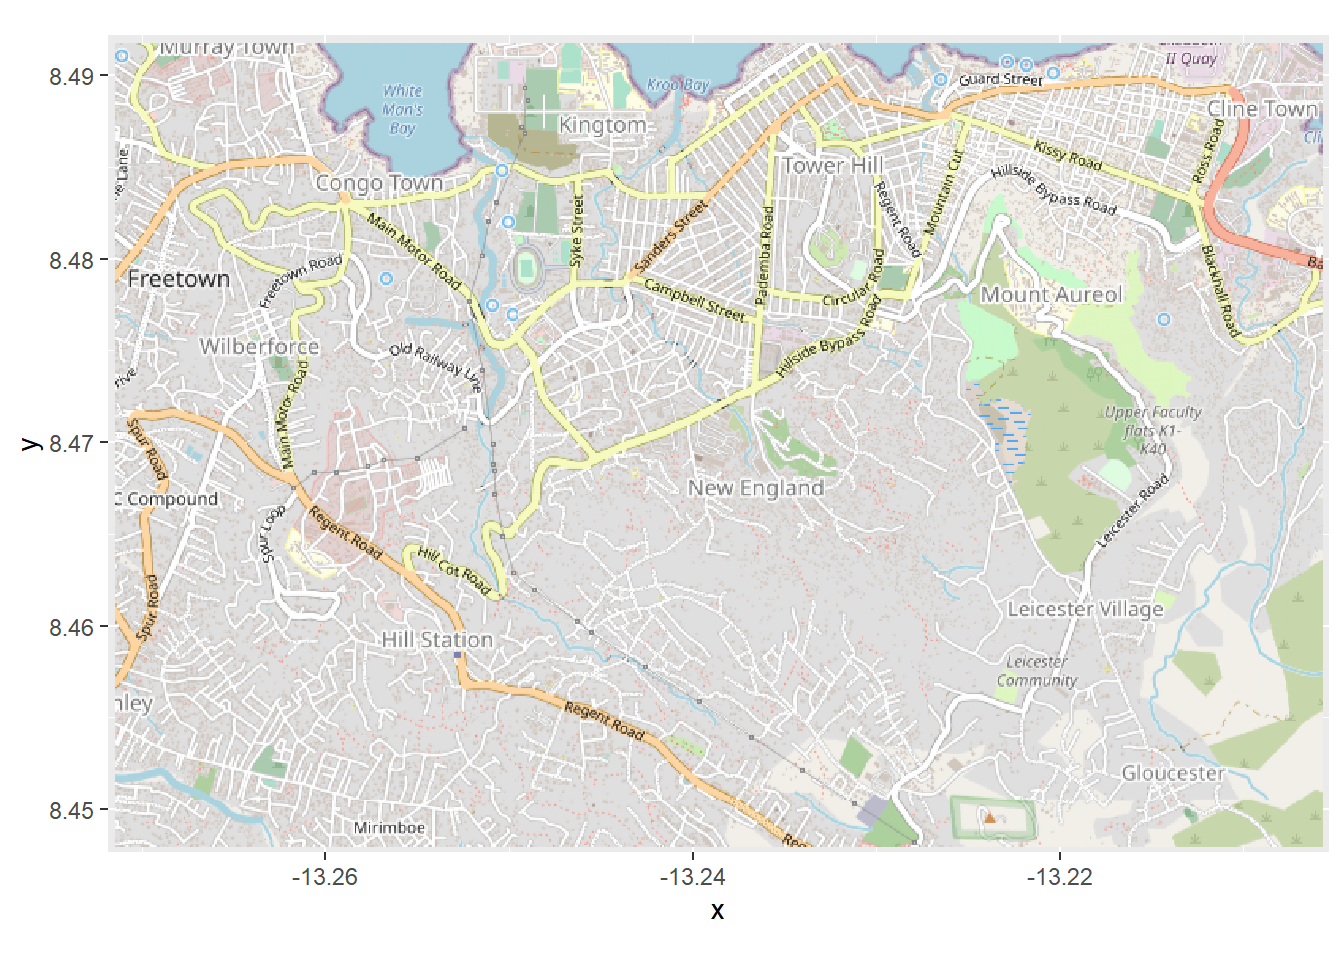 Murray Town
8.49
White
Man's
Bay
Kroo Bay
Guard Street
II Quay
Cline Town
Kingtom
Tower Hill
Kissy Road
Ross Road
Lane
Congo Town
Mountain Cut
Regent Road
Hillside Bypass Road
Main Motor Road
Syke Street
Sanders Street
Pademba Road
8.48
Freetown
Freetown Road
Circular Road
Campbell Street
Mount Aureol
Blackhall Road
Wilberforce
Old Railway Line
Hillside Bypass Road
Main Motor Road
Upper Faculty
flats K1-
K40
y
8.47
Spur Road
New England
C Compound
Spur Loop
Regent Road
Leicester Road
Hill Cot Road
Spur Road
8.46
Leicester Village
Hill Station
Leicester
Community
nley
Regent Road
Gloucester
8.45
Mirimboe
-13.26
-13.24
-13.22
x